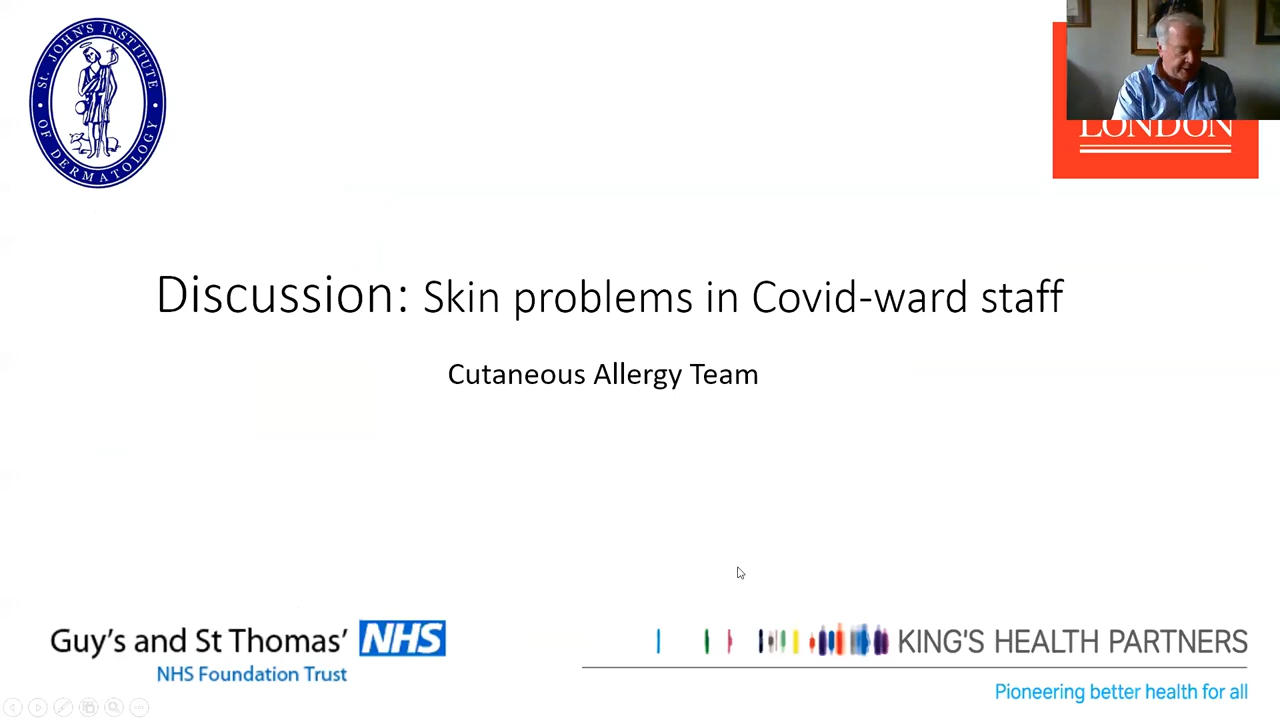 St. JOHN'S INSTITUTE
OF DERMATOLOGY
LONDON
Discussion: Skin problems in Covid-ward staff
Cutaneous Allergy Team
Guy's and St Thomas' NHS
NHS Foundation Trust
KING'S HEALTH PARTNERS
Pioneering better health for all